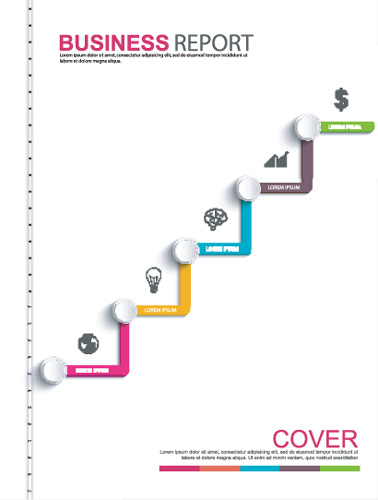 BUSINESS REPORT
Lorem ipsum dolor sit amet, consectetur adipisicing elit, sed do eiusmod tempor incididunt ut
labore et dolore magna aliqua.
LOREM IPSUM
LOREM IPSUM
LOREM IPSUM
LOREM IPSUM
LOREM IPSUM
COVER
Lorem ipsum dolor sit amet, consectetur adipisicing elit,
sed do eiusmod tempor incididunt ut labore et dolore
magna aliqua. Ut enim ad minim veniam, quis nostrud